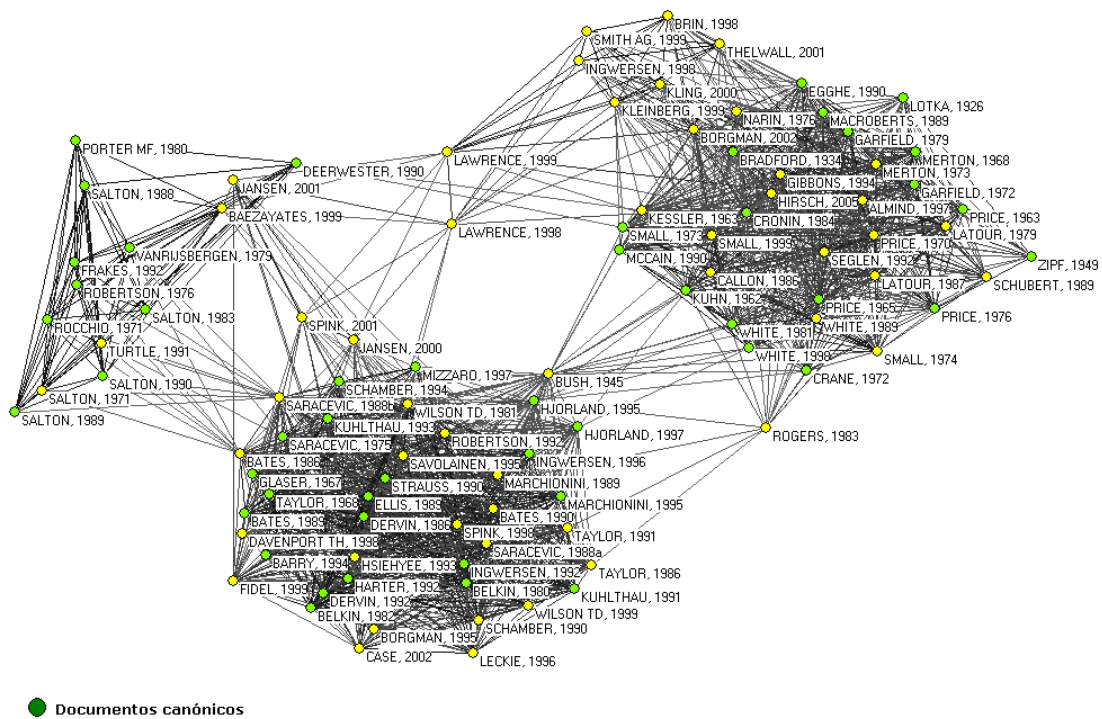 BRIN, 1998
SMITH AG, 1999
THELWALL, 2001
INGWERSEN, 1998
KLING, 2000
EGGHE, 1990
LOTKA, 1926
KLEINBERG, 1999
NARIN, 1976
MACROBERTS, 1989
BORGMAN, 2002
GARFIELD, 1979
PORTER MF, 1980
LAWRENCE, 1999
BRADFORD, 1934
MERTON, 1968
DEERWESTER, 1990
MERTON, 1973
GIBBONS, 1994
SALTON, 1988
JANSEN, 2001
HIRSCH, 2005
GARFIELD, 1972
ALMIND, 1997
BAEZAYATES, 1999
KESSLER, 1963
CRONIN, 1984
PRICE, 1963
LAWRENCE, 1998
SMALL, 1973
LATOUR, 1979
SMALL, 1999
PRICE, 1970
VANRIJSBERGEN, 1979
MCCAIN, 1990
SEGLEN, 1992
ZIPF, 1949
FRAKES, 1992
CALLON, 1986
LATOUR, 1987
SCHUBERT, 1989
ROBERTSON, 1976
KUHN, 1962
PRICE, 1965
SALTON, 1983
PRICE, 1976
ROCCHIO, 1971
SPINK, 2001
WHITE, 1981
WHITE, 1989
TURTLE, 1991
JANSEN, 2000
WHITE, 1998
SMALL, 1974
SALTON, 1990
MIZZARO, 1997
BUSH, 1945
CRANE, 1972
SCHAMBER, 1994
SALTON, 1971
SARACEVIC, 1988b
WILSON TD, 1981
HJORLAND, 1995
SALTON, 1989
KUHLTHAU, 1993
ROGERS, 1983
HJORLAND, 1997
SARACEVIC, 1975
ROBERTSON, 1992
BATES, 1986
SAVOLAINEN, 1995
INGWERSEN, 1996
GLASER, 1967
STRAUSS, 1990
MARCHIONINI, 1989
TAYLOR, 1968
ELLIS, 1989
MARCHIONINI, 1995
BATES, 1989
DERVIN, 1986
BATES, 1990
DAVENPORT TH, 1998
SPINK, 1998
TAYLOR, 1991
SARACEVIC, 1988a
BARRY, 1994
HSIEHYEE, 1993
INGWERSEN, 1992
TAYLOR, 1986
FIDEL, 1999
HARTER, 1992
BELKIN, 1980
KUHLTHAU, 1991
DERVIN, 1992
BELKIN, 1982
WILSON TD, 1999
SCHAMBER, 1990
BORGMAN, 1995
CASE, 2002
LECKIE, 1996
Documentos canónicos